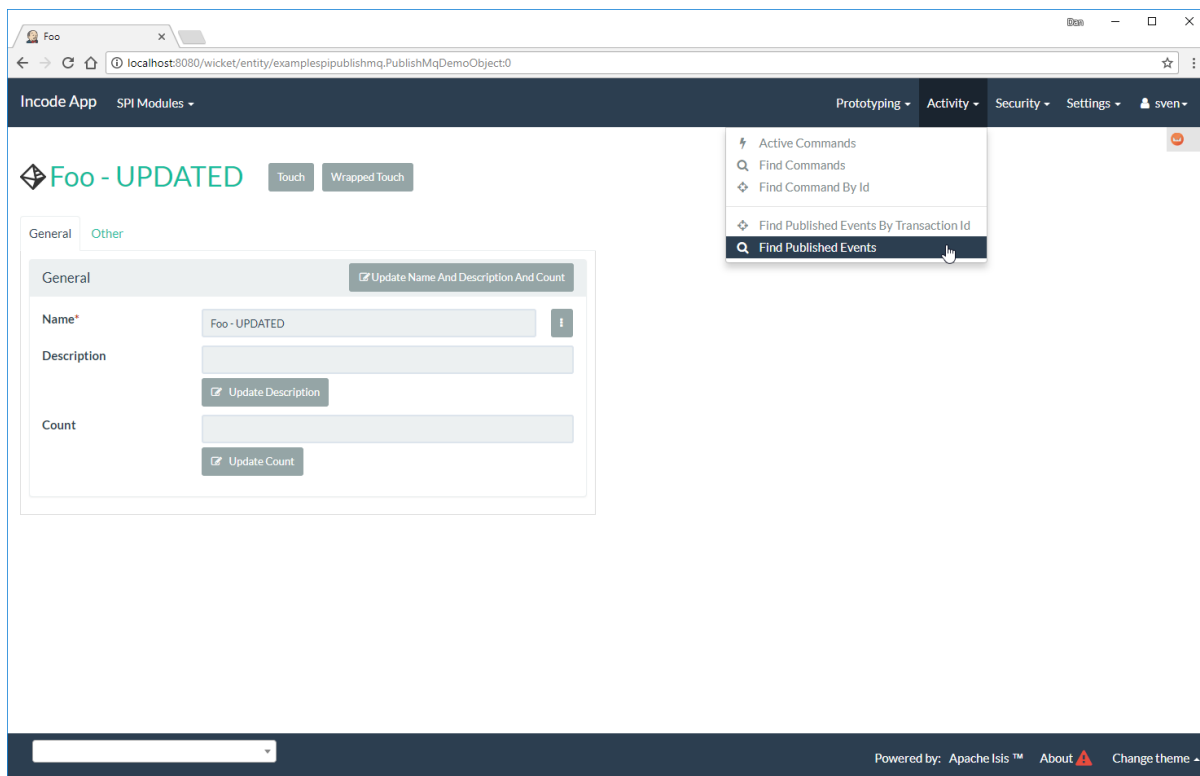 Foo
Dan
localhost:8080/wicket/entity/examplespipublishmq.PublishMqDemoObject:0
Incode App SPI Modules Prototyping Activity Security Settings sven
Active Commands
Find Commands
Find Command By Id
Find Published Events By Transaction Id
Find Published Events
Foo - UPDATED Touch Wrapped Touch
General Other
General Update Name And Description And Count
Name* Foo - UPDATED
Description
Update Description
Count
Update Count
Powered by: Apache Isis ™ About Change theme